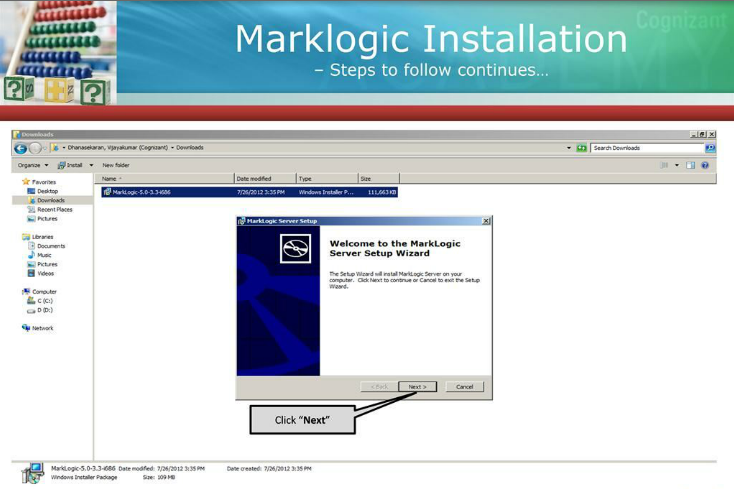 Cognizant
Marklogic Installation
– Steps to follow continues…
Downloads
Dhanasekaran, Vijayakumar (Cognizant) Downloads
Search Downloads
Organize Install New folder
Name Date modified Type Size
Favorites
Desktop
Downloads
Recent Places
Pictures
Libraries
Documents
Music
Pictures
Videos
Computer
C (C:)
D (D:)
Network
MarkLogic-5.0-3.3-i686 7/26/2012 3:35 PM Windows Installer P... 111,663 KB
MarkLogic Server Setup
Welcome to the MarkLogic
Server Setup Wizard
The Setup Wizard will install MarkLogic Server on your
computer. Click Next to continue or Cancel to exit the Setup
Wizard.
< Back Next > Cancel
Click “Next”
MarkLogic-5.0-3.3-i686 Date modified: 7/26/2012 3:35 PM Date created: 7/26/2012 3:35 PM
Windows Installer Package Size: 109 MB